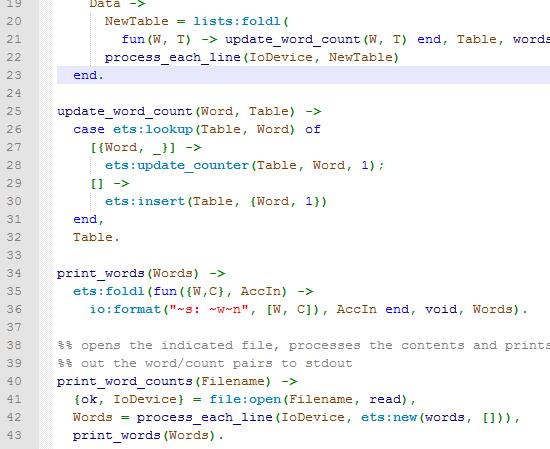 19 Data ->
20 NewTable = lists:foldl(
21 fun(W, T) -> update_word_count(W, T) end, Table, words
22 process_each_line(IoDevice, NewTable)
23 end.
24
25 update_word_count(Word, Table) ->
26 case ets:lookup(Table, Word) of
27 [{Word, _}] ->
28 ets:update_counter(Table, Word, 1);
29 [] ->
30 ets:insert(Table, {Word, 1})
31 end,
32 Table.
33
34 print_words(Words) ->
35 ets:foldl(fun({W,C}, AccIn) ->
36 io:format("~s: ~w~n", [W, C]), AccIn end, void, Words).
37
38 %% opens the indicated file, processes the contents and prints
39 %% out the word/count pairs to stdout
40 print_word_counts(Filename) ->
41 {ok, IoDevice} = file:open(Filename, read),
42 Words = process_each_line(IoDevice, ets:new(words, [])),
43 print_words(Words).